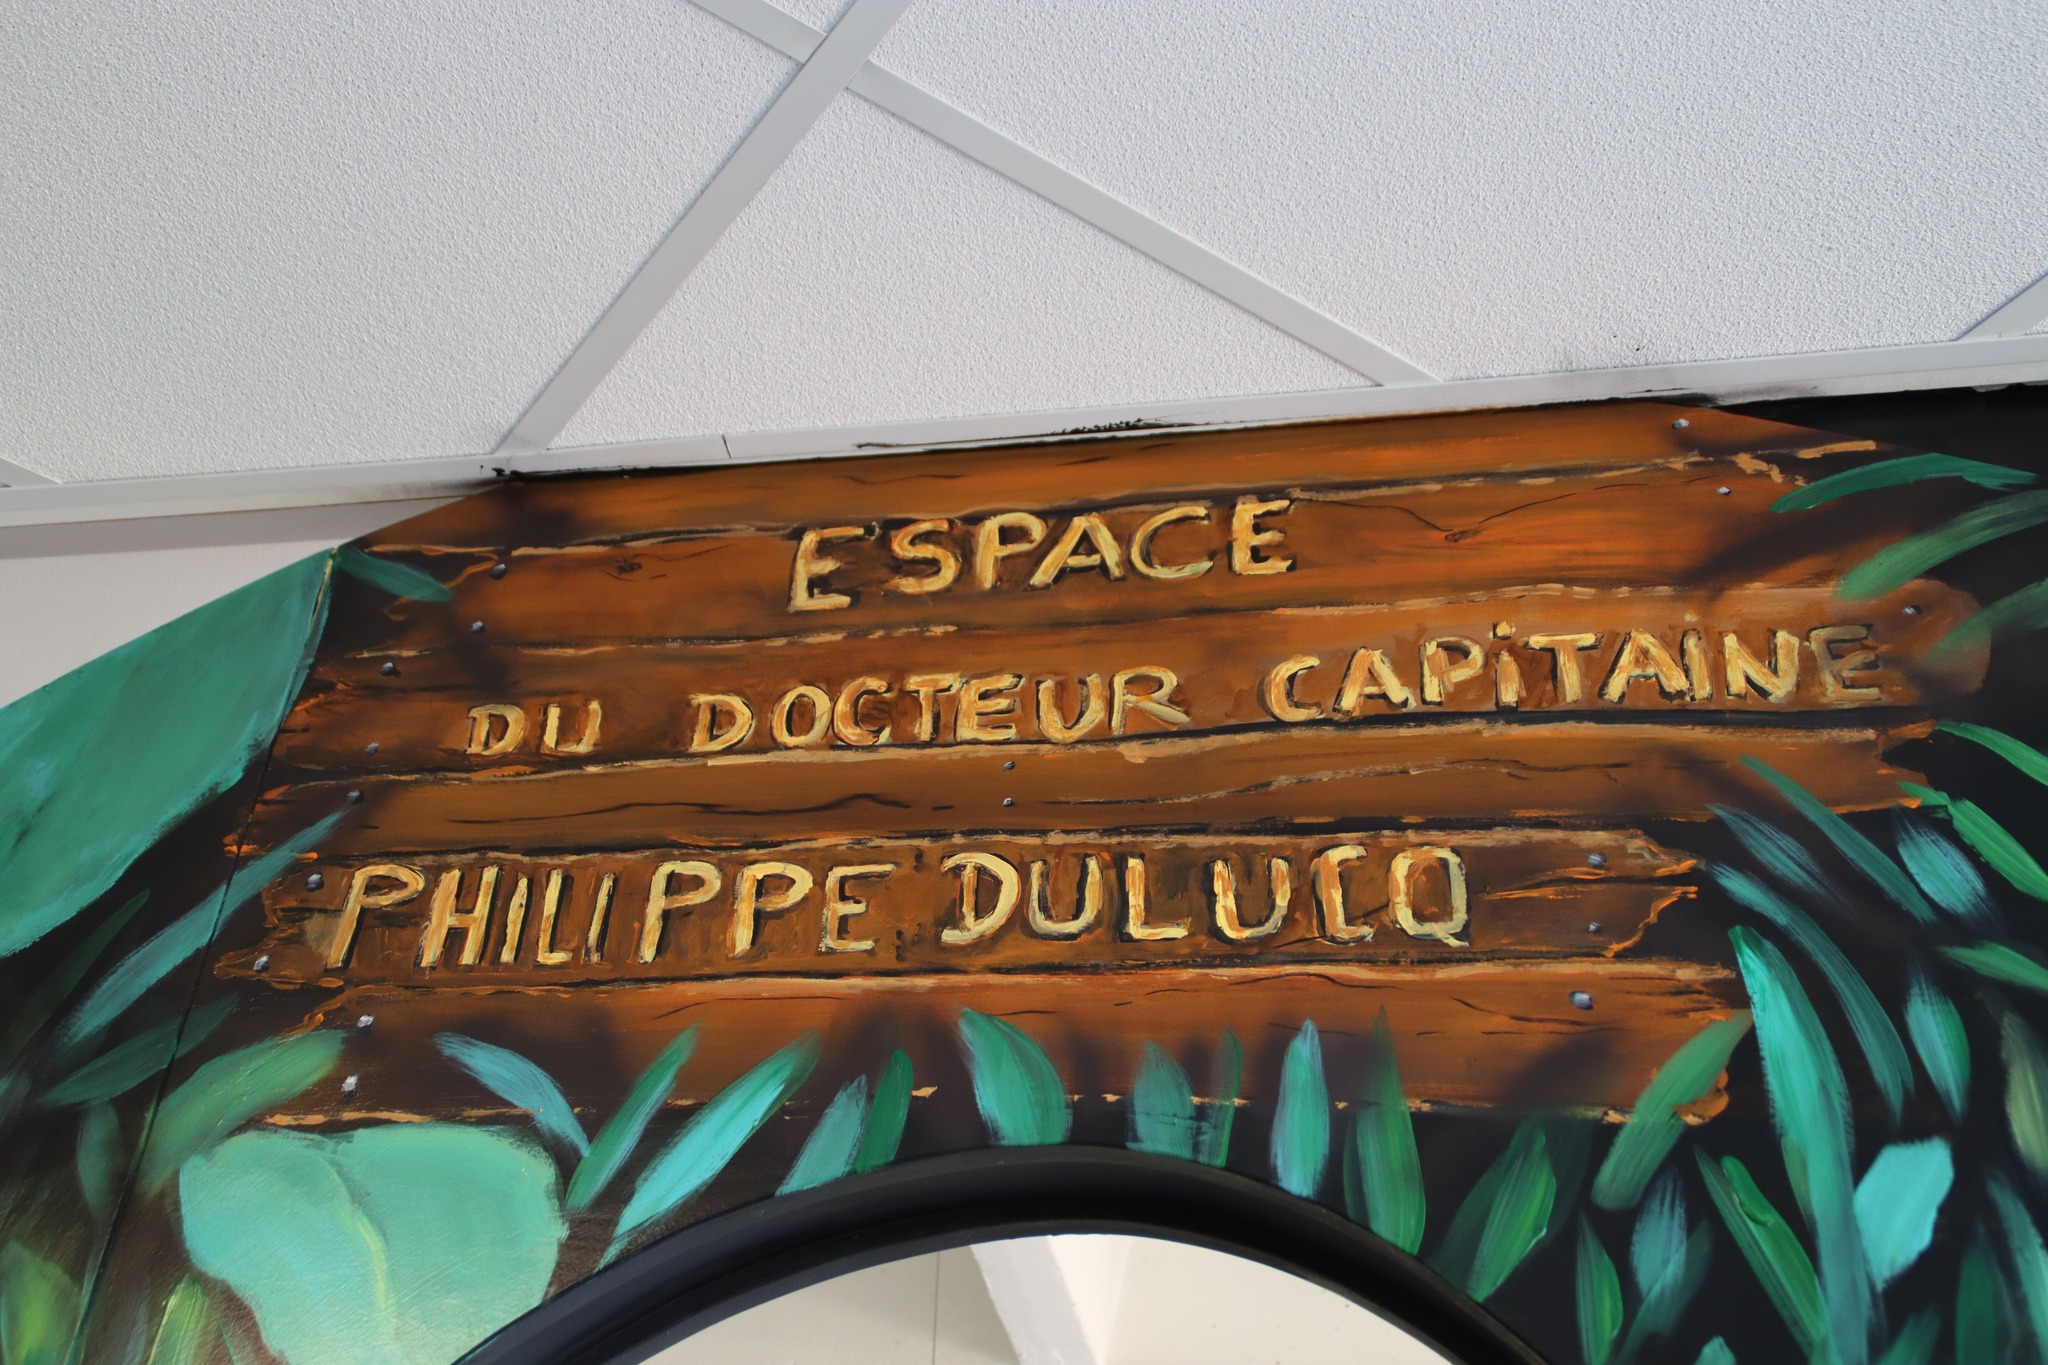 ESPACE
DU DOCTEUR CAPiTAINE
PHILIPPE DULUCQ